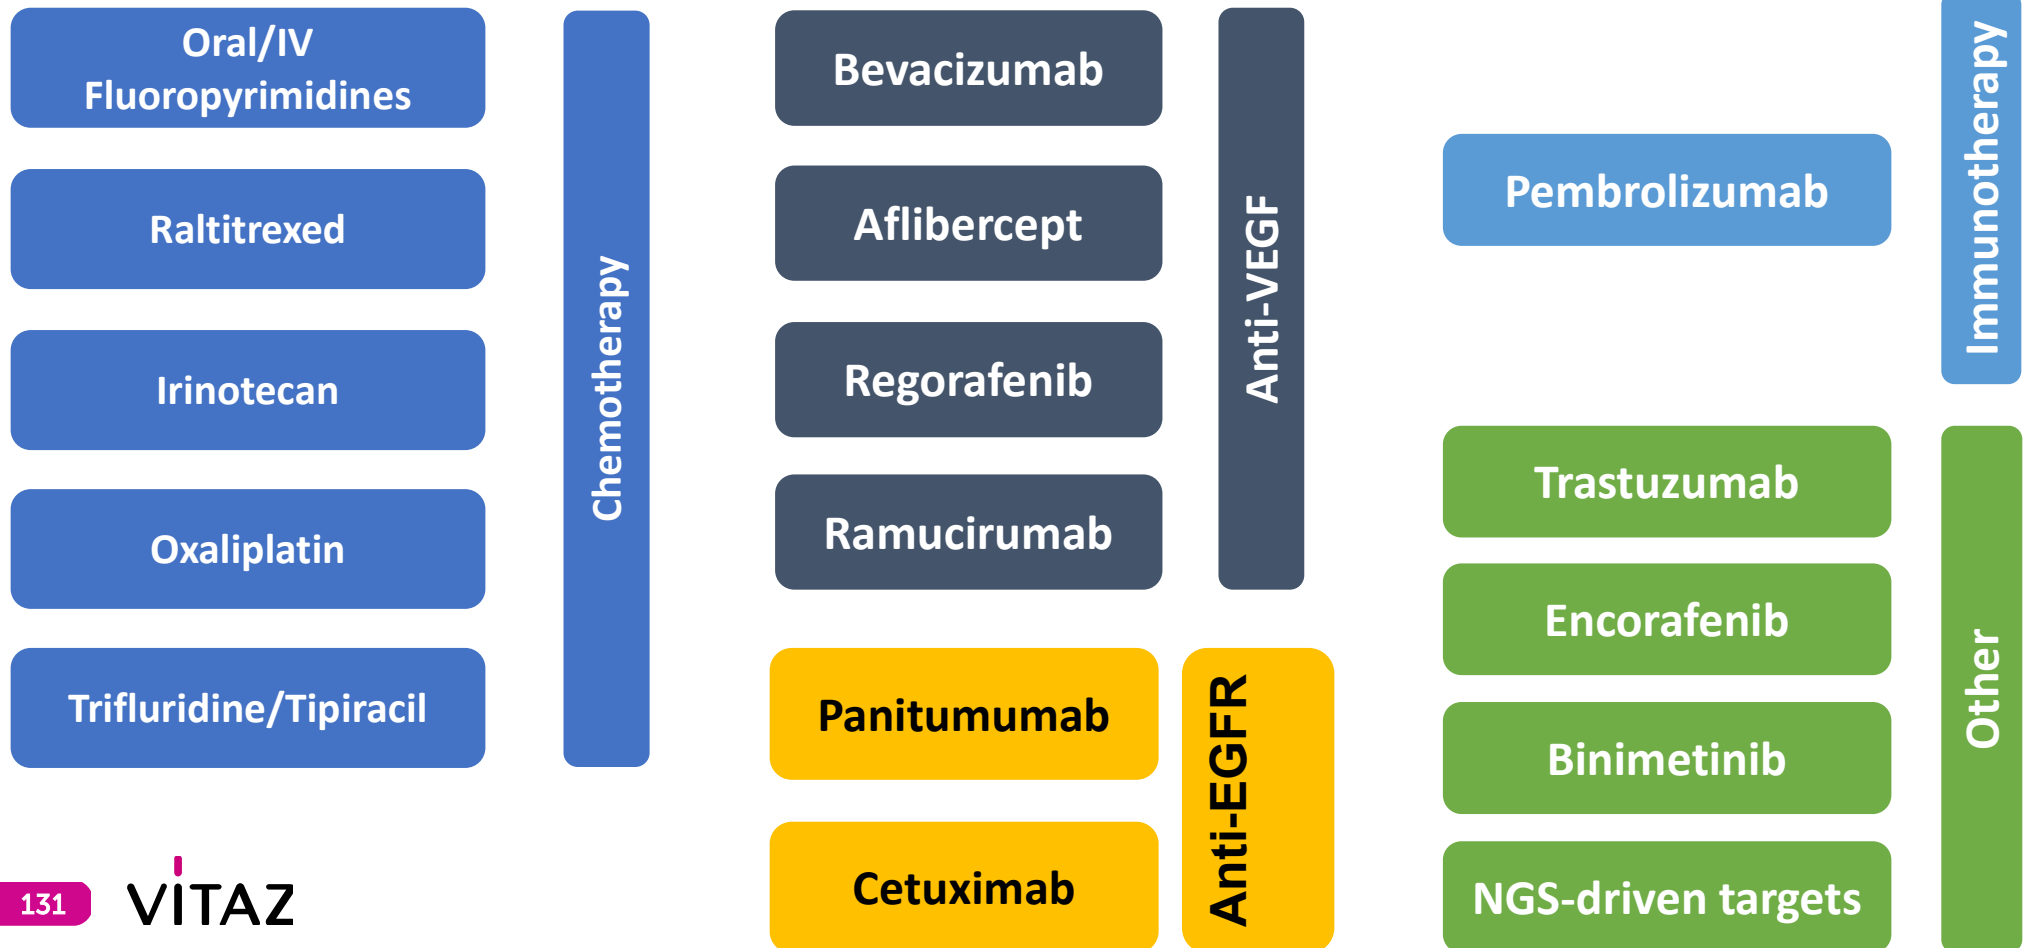 Oral/IV
Fluoropyrimidines
Raltitrexed
Irinotecan
Oxaliplatin
Trifluridine/Tipiracil
Chemotherapy
Bevacizumab
Aflibercept
Regorafenib
Ramucirumab
Anti-VEGF
Panitumumab
Cetuximab
Anti-EGFR
Pembrolizumab
Immunotherapy
Trastuzumab
Encorafenib
Binimetinib
NGS-driven targets
Other
131
VITAZ